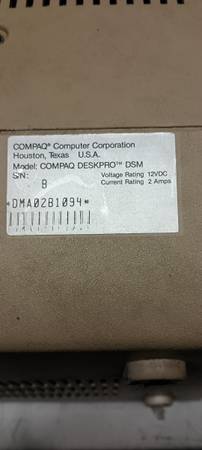 COMPAQ® Computer Corporation
Houston, Texas U.S.A.
Model: COMPAQ DESKPRO™ DSM
S/N: Voltage Rating 12VDC
B Current Rating 2 Amps
*DMA02B1094*